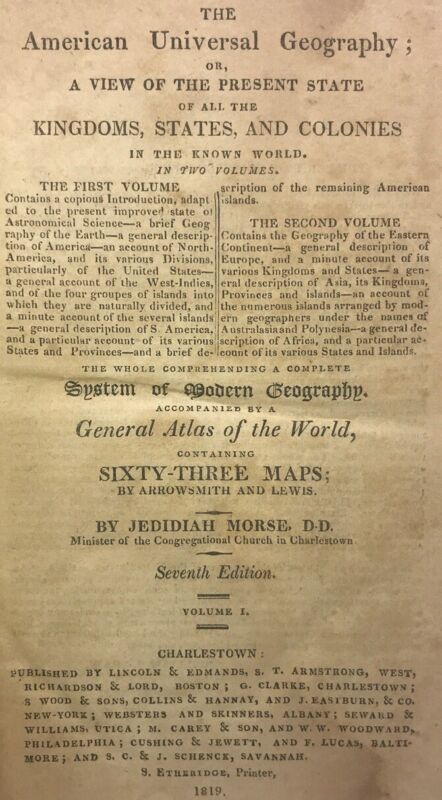 THE
American Universal Geography;
OR,
A VIEW OF THE PRESENT STATE
OF ALL THE
KINGDOMS, STATES, AND COLONIES
IN THE KNOWN WORLD.
IN TWO VOLUMES.
THE FIRST VOLUME
Contains a copious Introduction, adapt
ed to the present improved state of
Astronomical Science—a brief Geog
raphy of the Earth—a general descrip-
tion of America—an account of North-
America, and its various Divisions,
particularly of the United States—
a general account of the West-Indies,
and of the four groupes of islands into
which they are naturally divided, and
a minute account of the several islands
—a general description of S. America,
and a particular account of its various
States and Provinces—and a brief de-
scription of the remaining American
islands.
THE SECOND VOLUME
Contains the Geography of the Eastern
Continent—a general description of
Europe, and a minute account of its
various Kingdoms and States— a gen-
eral description of Asia, its Kingdoms,
Provinces and islands—an account of
the numerous islands arranged by mod-
ern geographers under the names of
Australasia and Polynesia—a general de-
scription of Africa, and a particular ac-
count of its various States and Islands.
THE WHOLE COMPREHENDING A COMPLETE
System of Modern Geography.
ACCOMPANIED BY A
General Atlas of the World,
CONTAINING
SIXTY-THREE MAPS;
BY ARROWSMITH AND LEWIS.
BY JEDIDIAH MORSE, D.D.
Minister of the Congregational Church in Charlestown
Seventh Edition.
VOLUME I.
CHARLESTOWN:
PUBLISHED BY LINCOLN & EDMANDS, S. T. ARMSTRONG, WEST,
RICHARDSON & LORD, BOSTON; G. CLARKE, CHARLESTOWN;
S WOOD & SONS, COLLINS & HANNAY, AND J. EASTBURN, & CO.
NEW-YORK; WEBSTERS AND SKINNERS, ALBANY; SEWARD &
WILLIAMS, UTICA; M. CAREY & SON, AND W. W. WOODWARD,
PHILADELPHIA; CUSHING & JEWETT, AND F. LUCAS, BALTI-
MORE; AND S. C. & J. SCHENCK, SAVANNAH.
S. ETHERIDGE, Printer,
1819.